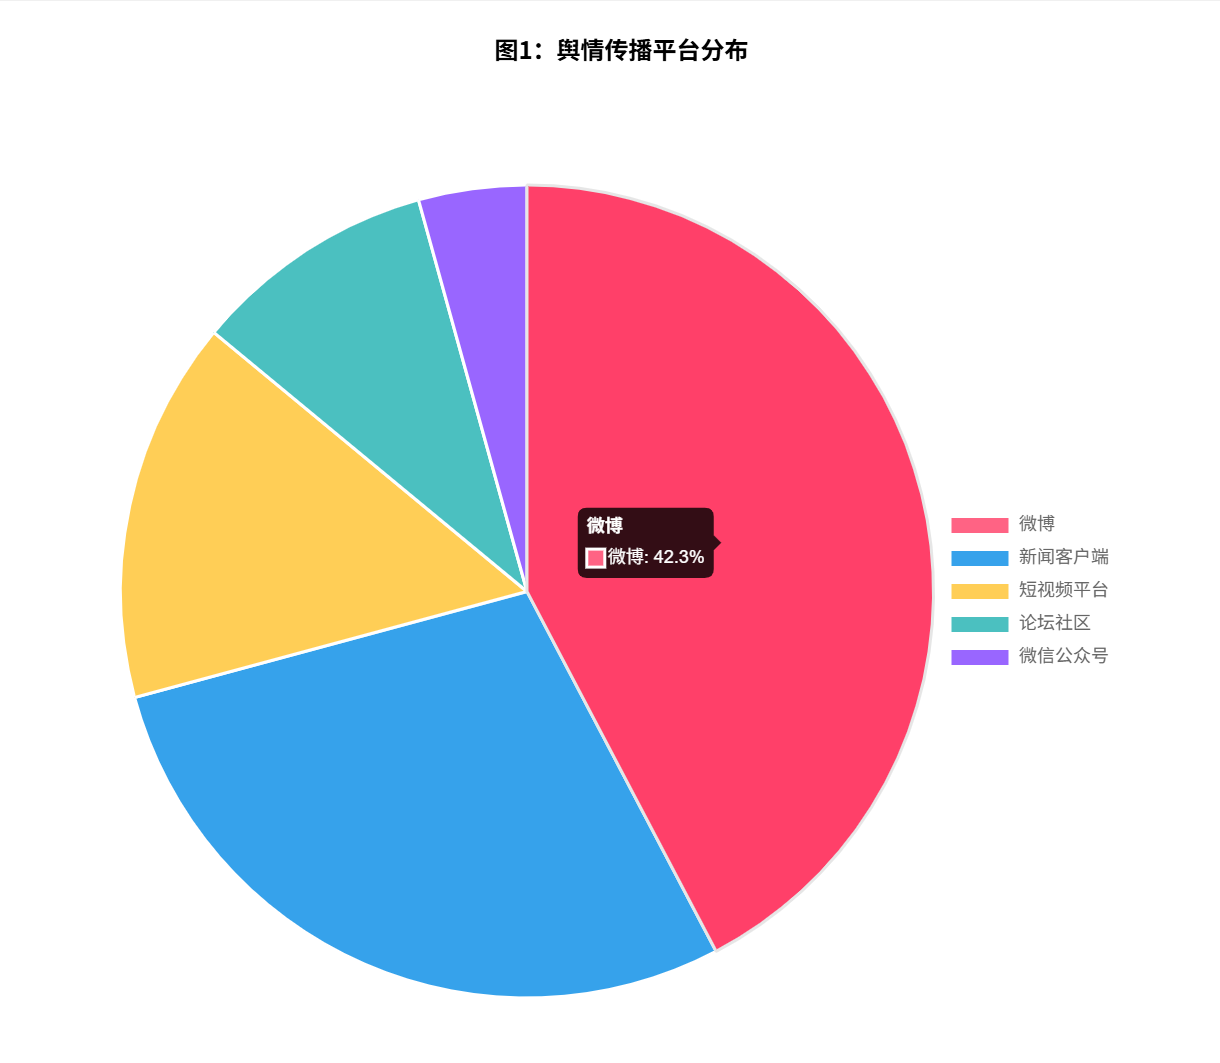 图1：舆情传播平台分布
微博
微博: 42.3%
微博
新闻客户端
短视频平台
论坛社区
微信公众号